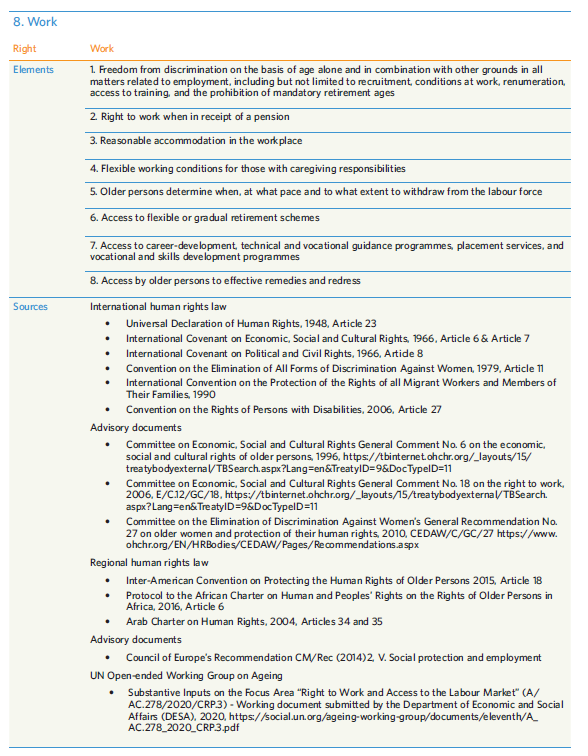 8. Work
Right
Work
Elements
1. Freedom from discrimination on the basis of age alone and in combination with other grounds in all
matters related to employment, including but not limited to recruitment, conditions at work, renumeration,
access to training, and the prohibition of mandatory retirement ages
2. Right to work when in receipt of a pension
3. Reasonable accommodation in the workplace
4. Flexible working conditions for those with caregiving responsibilities
5. Older persons determine when, at what pace and to what extent to withdraw from the labour force
6. Access to flexible or gradual retirement schemes
7. Access to career-development, technical and vocational guidance programmes, placement services, and
vocational and skills development programmes
8. Access by older persons to effective remedies and redress
Sources
International human rights law
• Universal Declaration of Human Rights, 1948, Article 23
• International Covenant on Economic, Social and Cultural Rights, 1966, Article 6 & Article 7
• International Covenant on Political and Civil Rights, 1966, Article 8
• Convention on the Elimination of All Forms of Discrimination Against Women, 1979, Article 11
• International Convention on the Protection of the Rights of all Migrant Workers and Members of
Their Families, 1990
• Convention on the Rights of Persons with Disabilities, 2006, Article 27
Advisory documents
• Committee on Economic, Social and Cultural Rights General Comment No. 6 on the economic,
social and cultural rights of older persons, 1996, https://tbinternet.ohchr.org/_layouts/15/
treatybodyexternal/TBSearch.aspx?Lang=en&TreatyID=9&DocTypeID=11
• Committee on Economic, Social and Cultural Rights General Comment No. 18 on the right to work,
2006, E/C.12/GC/18, https://tbinternet.ohchr.org/_layouts/15/treatybodyexternal/TBSearch.
aspx?Lang=en&TreatyID=9&DocTypeID=11
• Committee on the Elimination of Discrimination Against Women's General Recommendation No.
27 on older women and protection of their human rights, 2010, CEDAW/C/GC/27 https://www.
ohchr.org/EN/HRBodies/CEDAW/Pages/Recommendations.aspx
Regional human rights law
• Inter-American Convention on Protecting the Human Rights of Older Persons 2015, Article 18
• Protocol to the African Charter on Human and Peoples' Rights on the Rights of Older Persons in
Africa, 2016, Article 6
• Arab Charter on Human Rights, 2004, Articles 34 and 35
Advisory documents
• Council of Europe's Recommendation CM/Rec (2014)2, V. Social protection and employment
UN Open-ended Working Group on Ageing
• Substantive Inputs on the Focus Area "Right to Work and Access to the Labour Market" (A/
AC.278/2020/CRP.3) - Working document submitted by the Department of Economic and Social
Affairs (DESA), 2020, https://social.un.org/ageing-working-group/documents/eleventh/A_
AC.278_2020_CRP.3.pdf